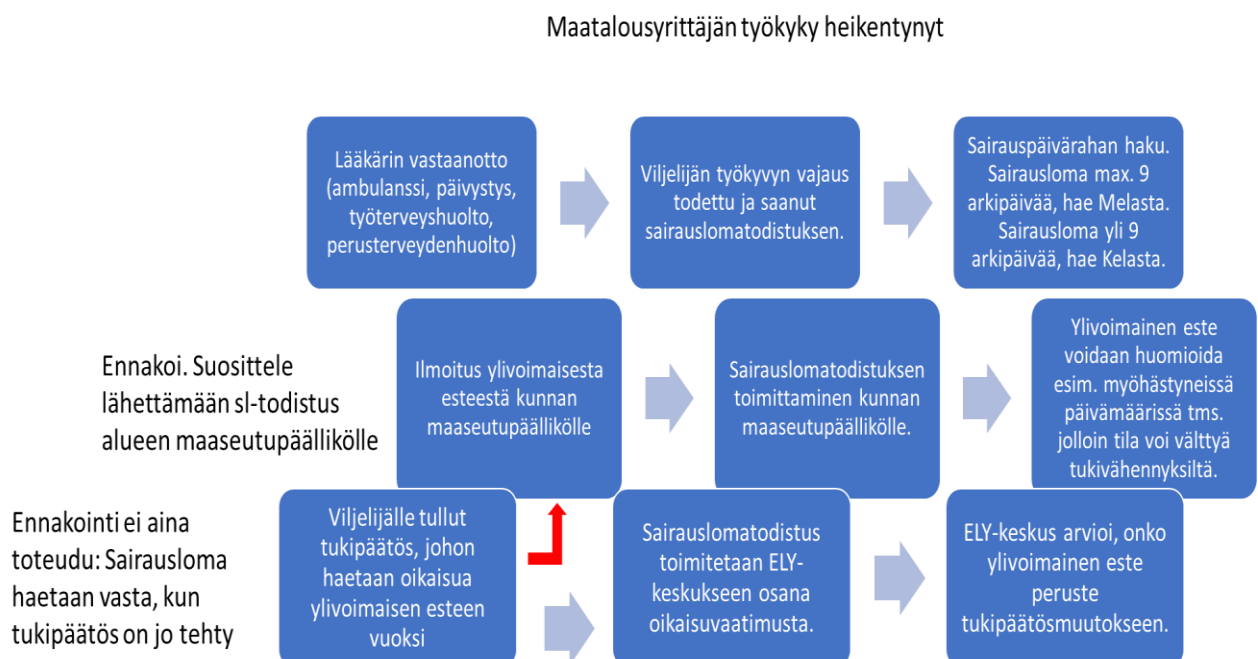 Maatalousyrittäjän työkyky heikentynyt
Lääkärin vastaanotto
(ambulanssi, päivystys,
työterveyshuolto,
perusterveydenhuolto)
Viljelijän työkyvyn vajaus
todettu ja saanut
sairauslomatodistuksen.
Sairauspäivärahan haku.
Sairausloma max. 9
arkipäivää, hae Melasta.
Sairausloma yli 9
arkipäivää, hae Kelasta.
Ennakoi. Suosittele
lähettämään sl-todistus
alueen maaseutupäällikölle
Ilmoitus ylivoimaisesta
esteestä kunnan
maaseutupäällikölle
Sairauslomatodistuksen
toimittaminen kunnan
maaseutupäällikölle.
Ylivoimainen este
voidaan huomioida
esim. myöhästyneissä
päivämäärissä tms.
jolloin tila voi välttyä
tukivähennyksiltä.
Ennakointi ei aina
toteudu: Sairausloma
haetaan vasta, kun
tukipäätös on jo tehty
Viljelijälle tullut
tukipäätös, johon
haetaan oikaisua
ylivoimaisen esteen
vuoksi
Sairauslomatodistus
toimitetaan ELY-
keskukseen osana
oikaisuvaatimusta.
ELY-keskus arvioi, onko
ylivoimainen este
peruste
tukipäätösmuutokseen.